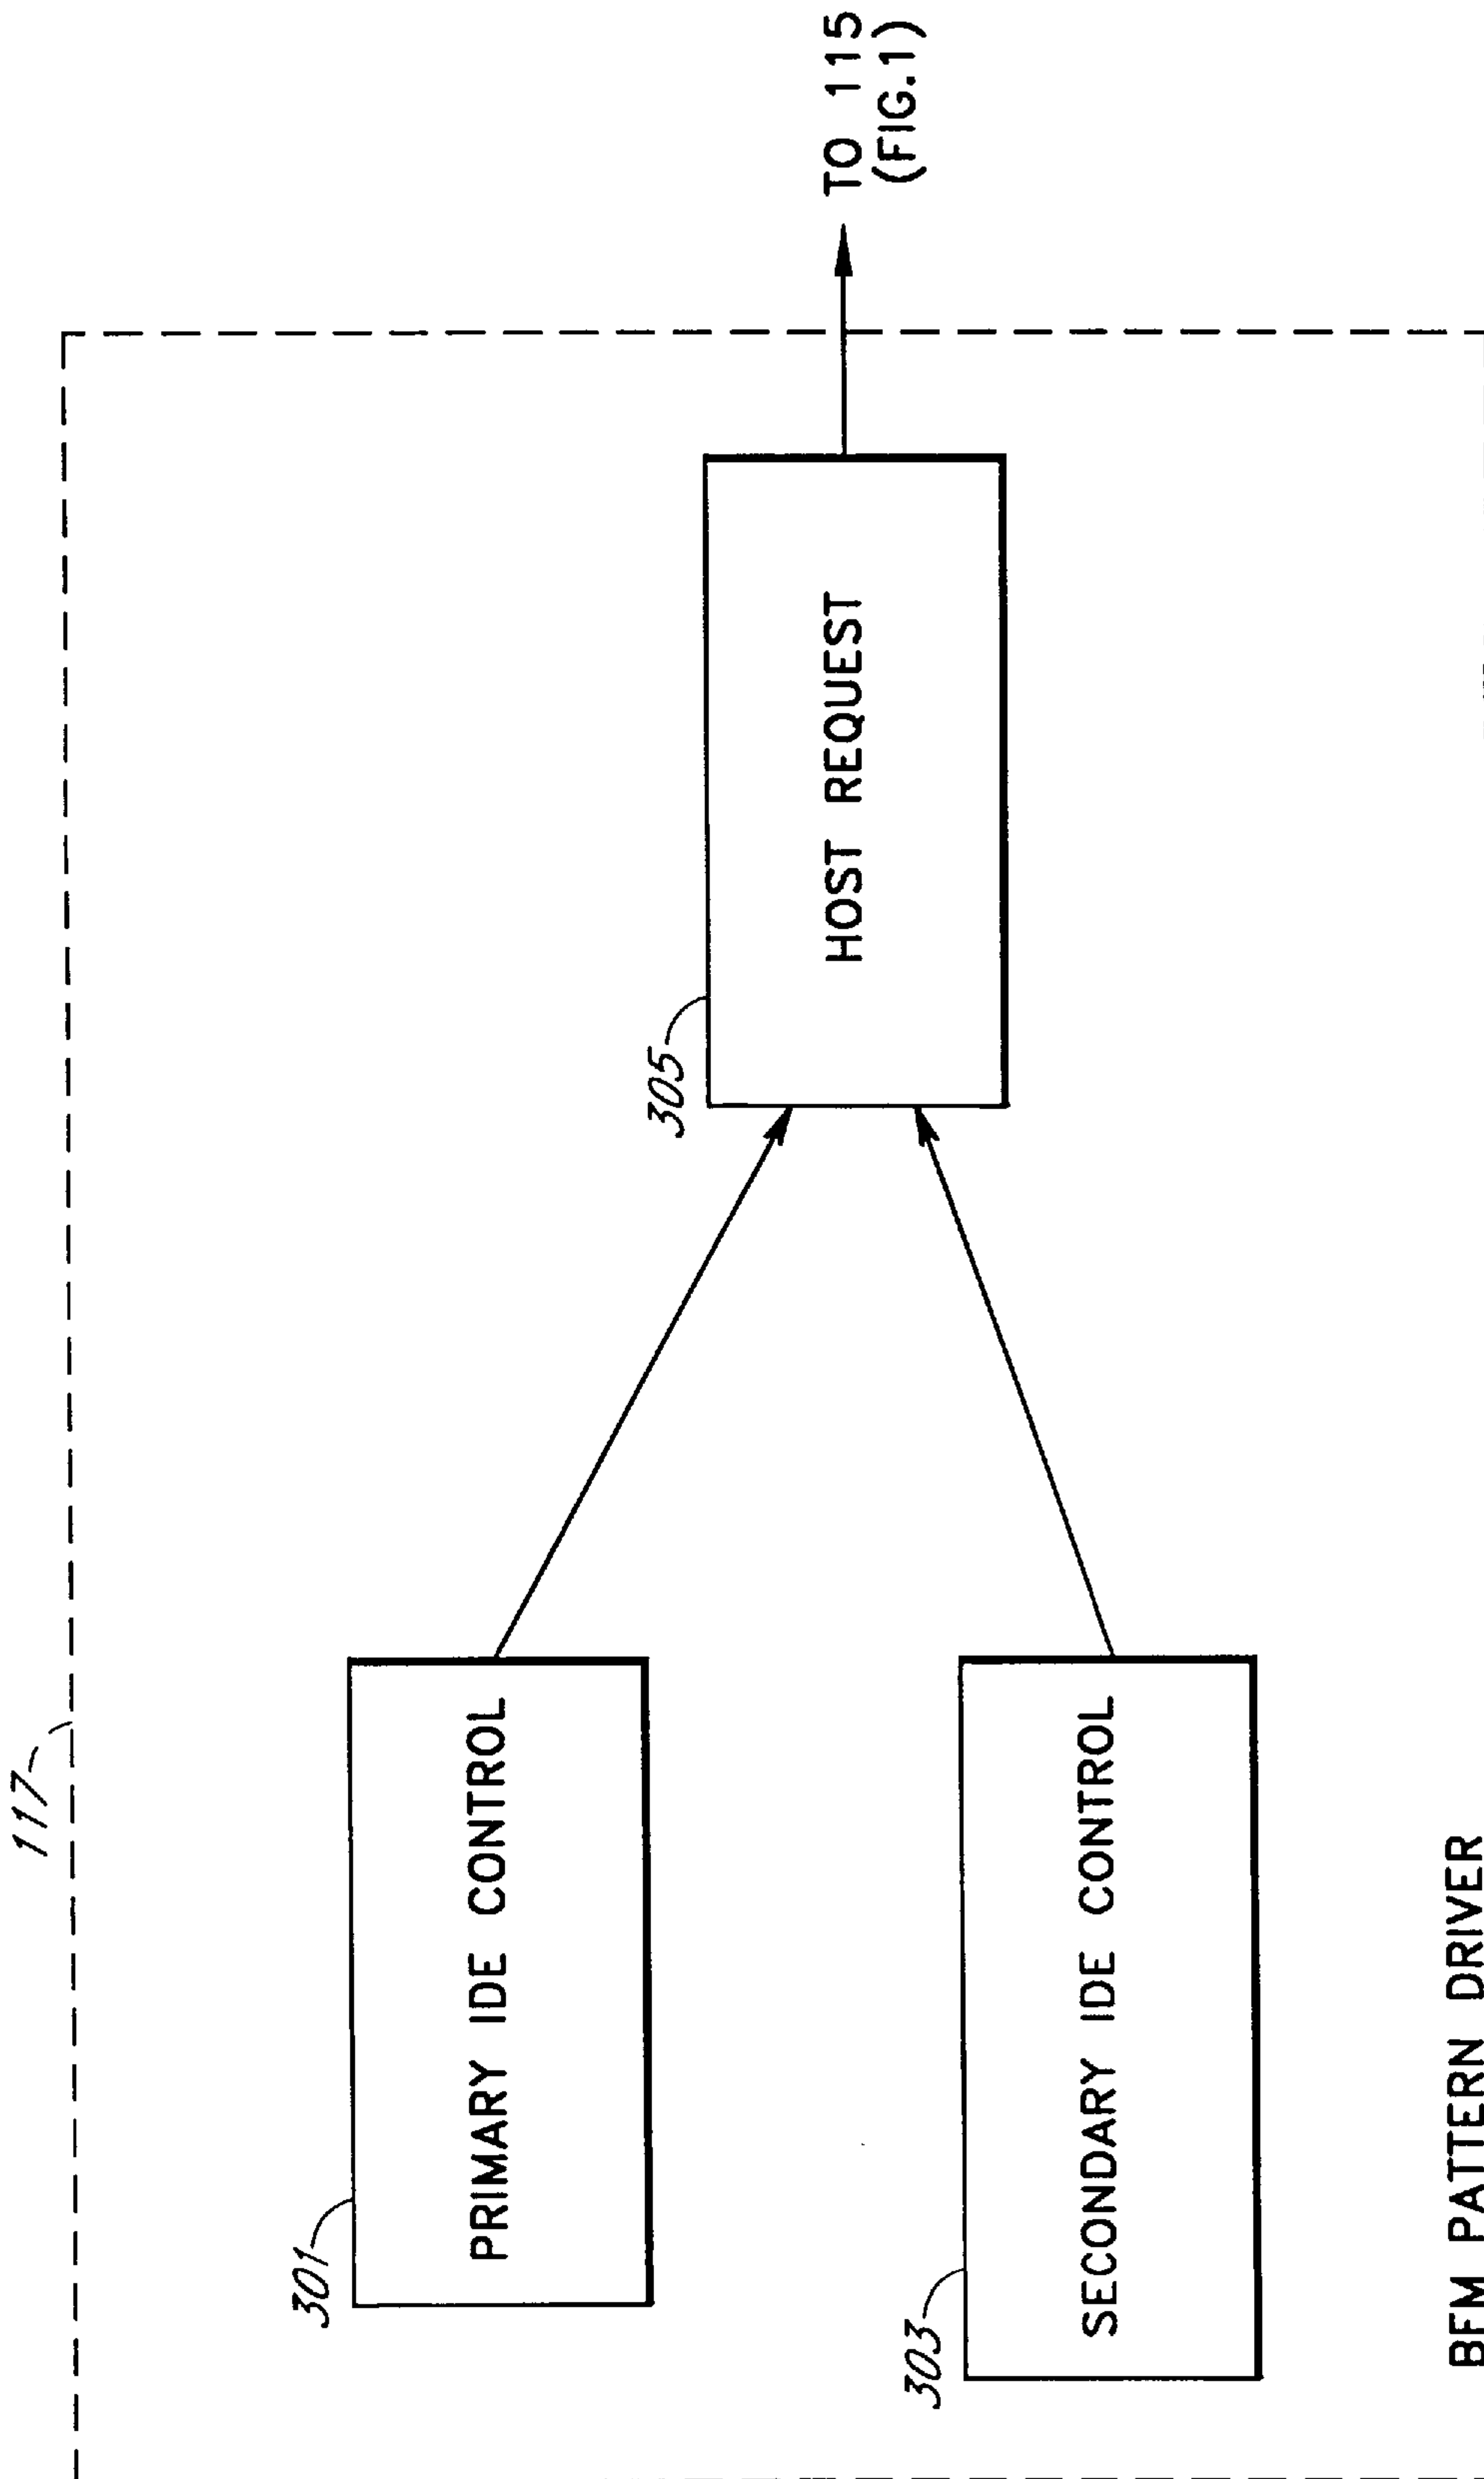 117
301
PRIMARY IDE CONTROL
303
SECONDARY IDE CONTROL
305
HOST REQUEST
TO 115
(FIG.1)
BFM PATTERN DRIVER